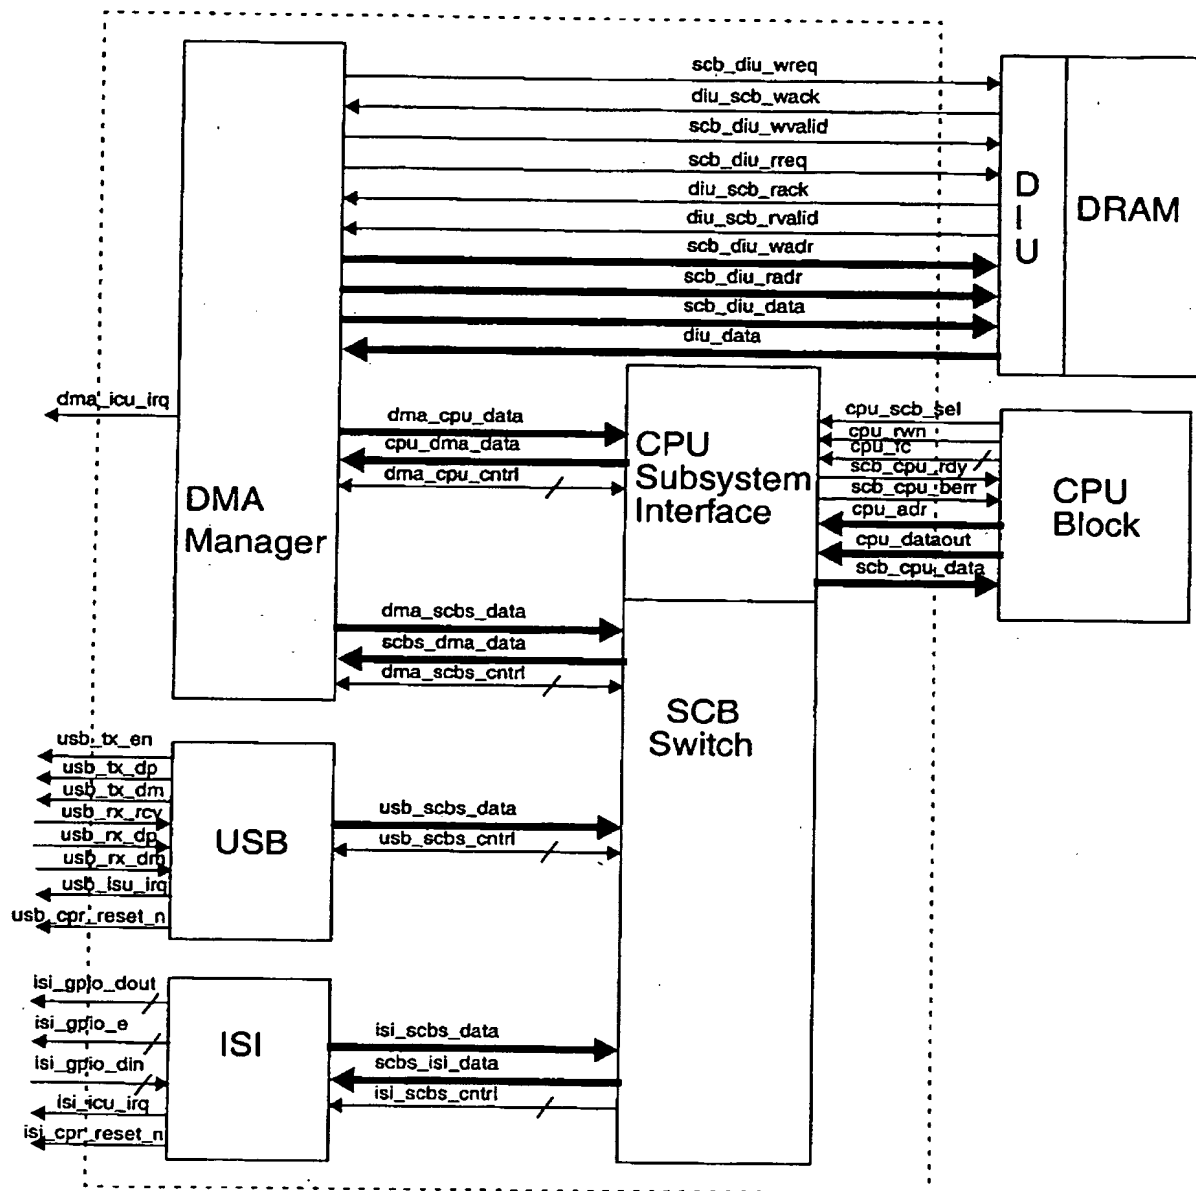 scb_diu_wreq
diu_scb_wack
scb_diu_wvalid
scb_diu_rreq
diu_scb_rack
diu_scb_rvalid
scb_diu_wadr
scb_diu_radr
scb_diu_data
diu_data
D
I
U
DRAM
dma_icu_irq
DMA
Manager
dma_cpu_data
cpu_dma_data
dma_cpu_cntrl
CPU
Subsystem
Interface
cpu_scb_sel
cpu_rwn
cpu_fc
scb_cpu_rdy
scb_cpu_berr
cpu_adr
cpu_dataout
scb_cpu_data
CPU
Block
dma_scbs_data
scbs_dma_data
dma_scbs_cntrl
SCB
Switch
usb_tx_en
usb_tx_dp
usb_tx_dm
usb_rx_rcv
usb_rx_dp
usb_rx_dm
usb_isu_irq
usb_cpr_reset_n
USB
usb_scbs_data
usb_scbs_cntrl
isi_gpio_dout
isi_gpio_e
isi_gpio_din
isi_icu_irq
isi_cpr_reset_n
ISI
isi_scbs_data
scbs_isi_data
isi_scbs_cntrl